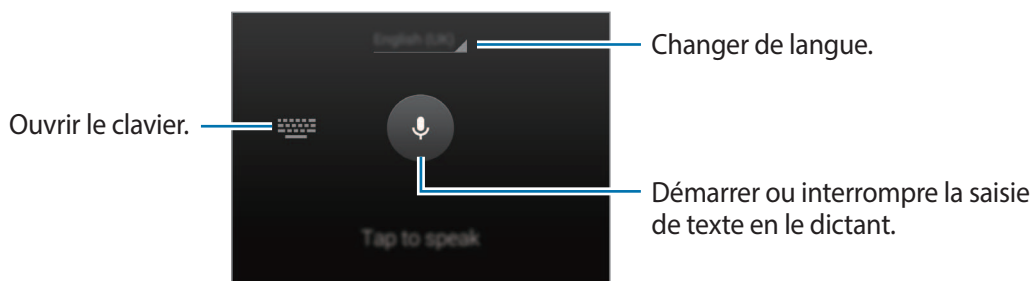 English (UK)
Changer de langue.
Ouvrir le clavier.
Démarrer ou interrompre la saisie
de texte en le dictant.
Tap to speak